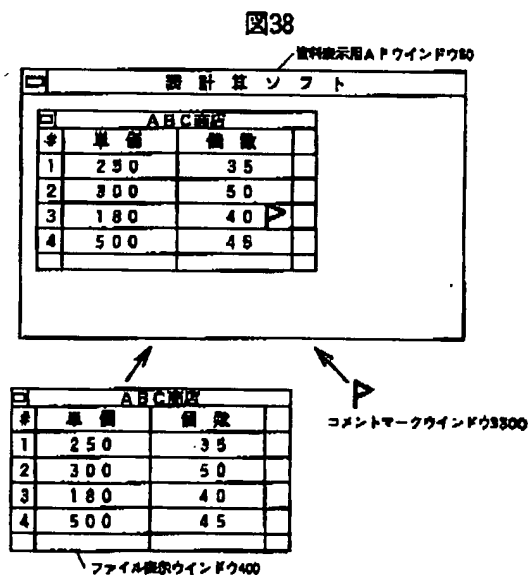 図38
資料表示用APウインドウ80
表計算ソフト
ABC商店
# 単価 個数
1 250 35
2 300 50
3 180 40
4 500 45
ABC商店
# 単価 個数
1 250 35
2 300 50
3 180 40
4 500 45
コメントマークウインドウ3300
ファイル表示ウインドウ400